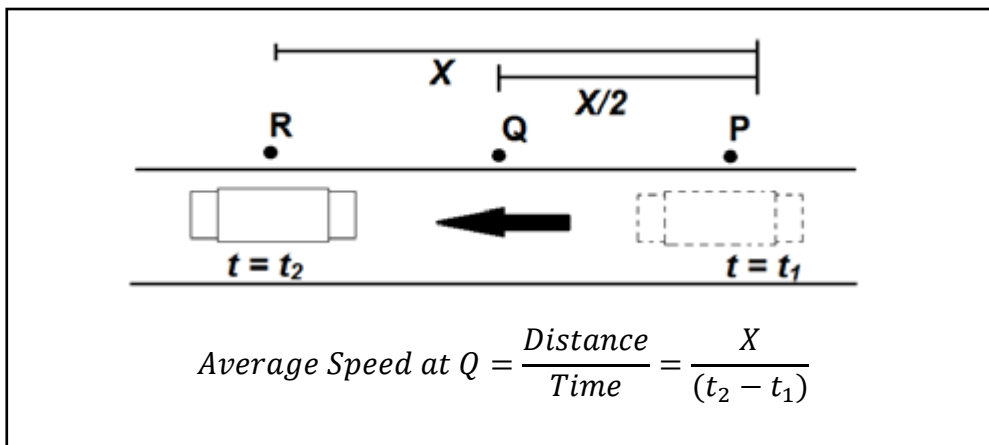 X
X/2
R Q P
t = t₂ t = t₁
Average Speed at Q = Distance / Time = X / (t₂ − t₁)